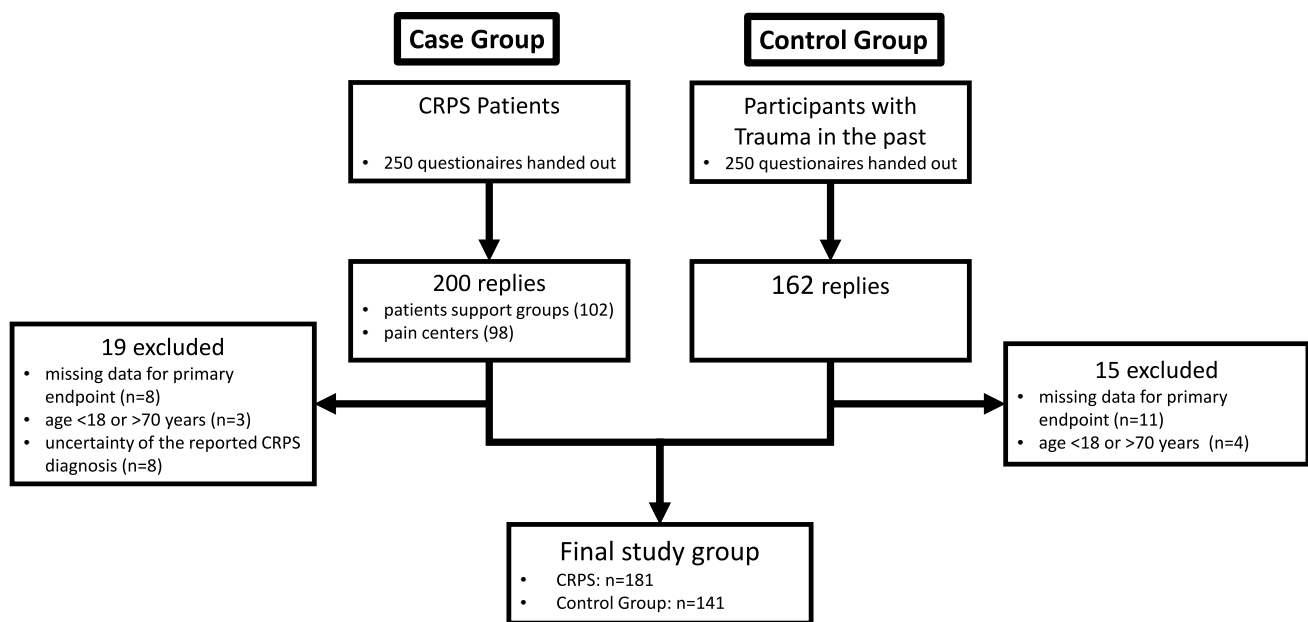 Case Group
Control Group
CRPS Patients
• 250 questionaires handed out
Participants with
Trauma in the past
• 250 questionaires handed out
200 replies
• patients support groups (102)
• pain centers (98)
162 replies
19 excluded
• missing data for primary
endpoint (n=8)
• age <18 or >70 years (n=3)
• uncertainty of the reported CRPS
diagnosis (n=8)
15 excluded
• missing data for primary
endpoint (n=11)
• age <18 or >70 years (n=4)
Final study group
• CRPS: n=181
• Control Group: n=141